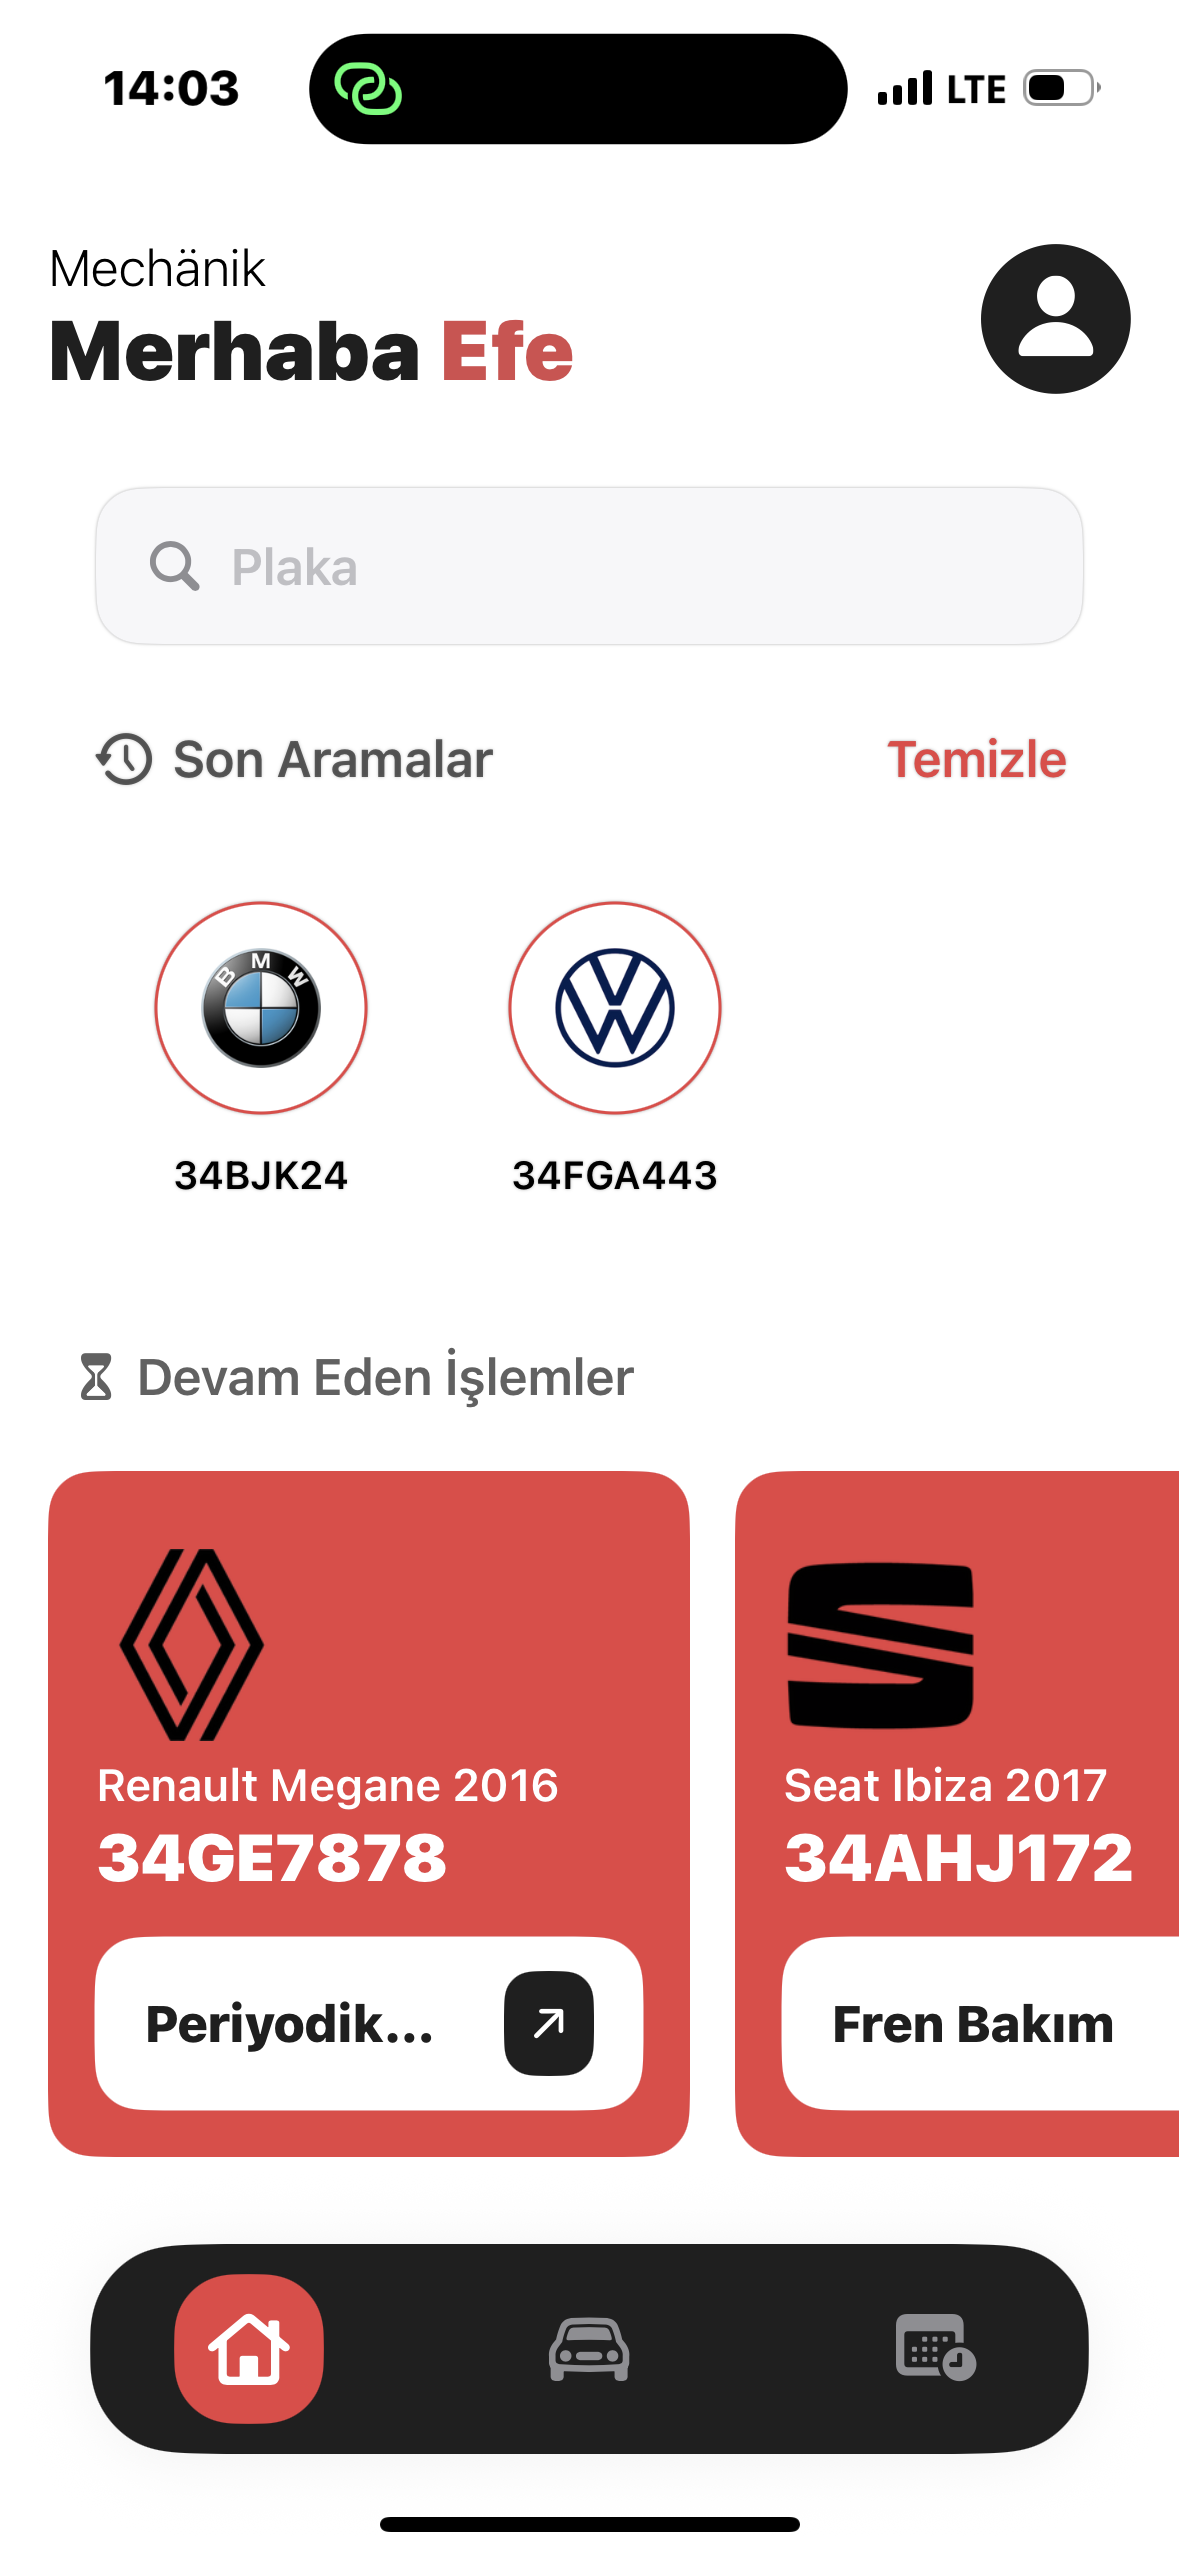 14:03
LTE
Mechänik
Merhaba Efe
Plaka
Son Aramalar
Temizle
BMW
34BJK24
34FGA443
Devam Eden İşlemler
Renault Megane 2016
34GE7878
Periyodik...
Seat Ibiza 2017
34AHJ172
Fren Bakım